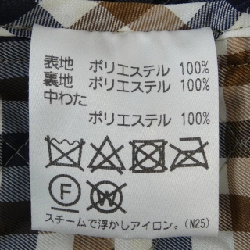 表地 ポリエステル 100%
裏地 ポリエステル 100%
中わた
ポリエステル 100%
F W
スチームで浮かしアイロン。(N25)